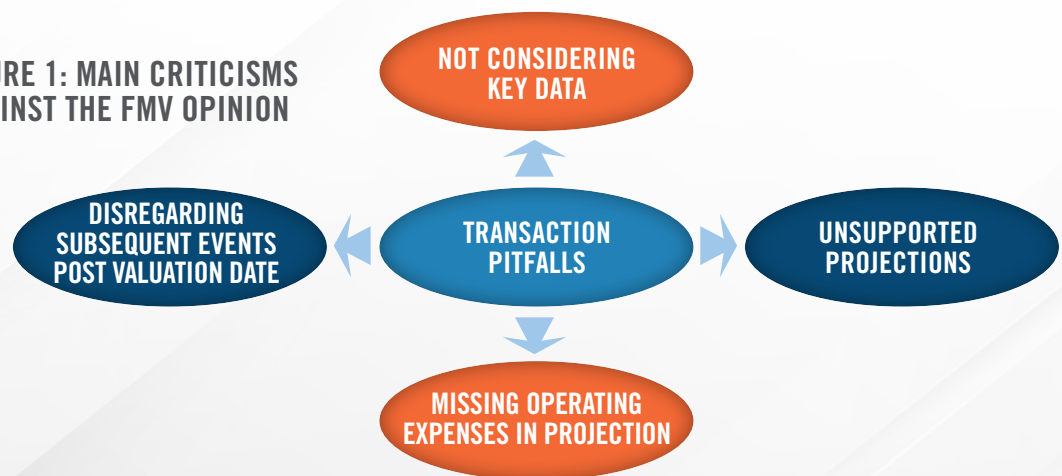 URE 1: MAIN CRITICISMS
INST THE FMV OPINION
NOT CONSIDERING
KEY DATA
DISREGARDING
SUBSEQUENT EVENTS
POST VALUATION DATE
TRANSACTION
PITFALLS
UNSUPPORTED
PROJECTIONS
MISSING OPERATING
EXPENSES IN PROJECTION